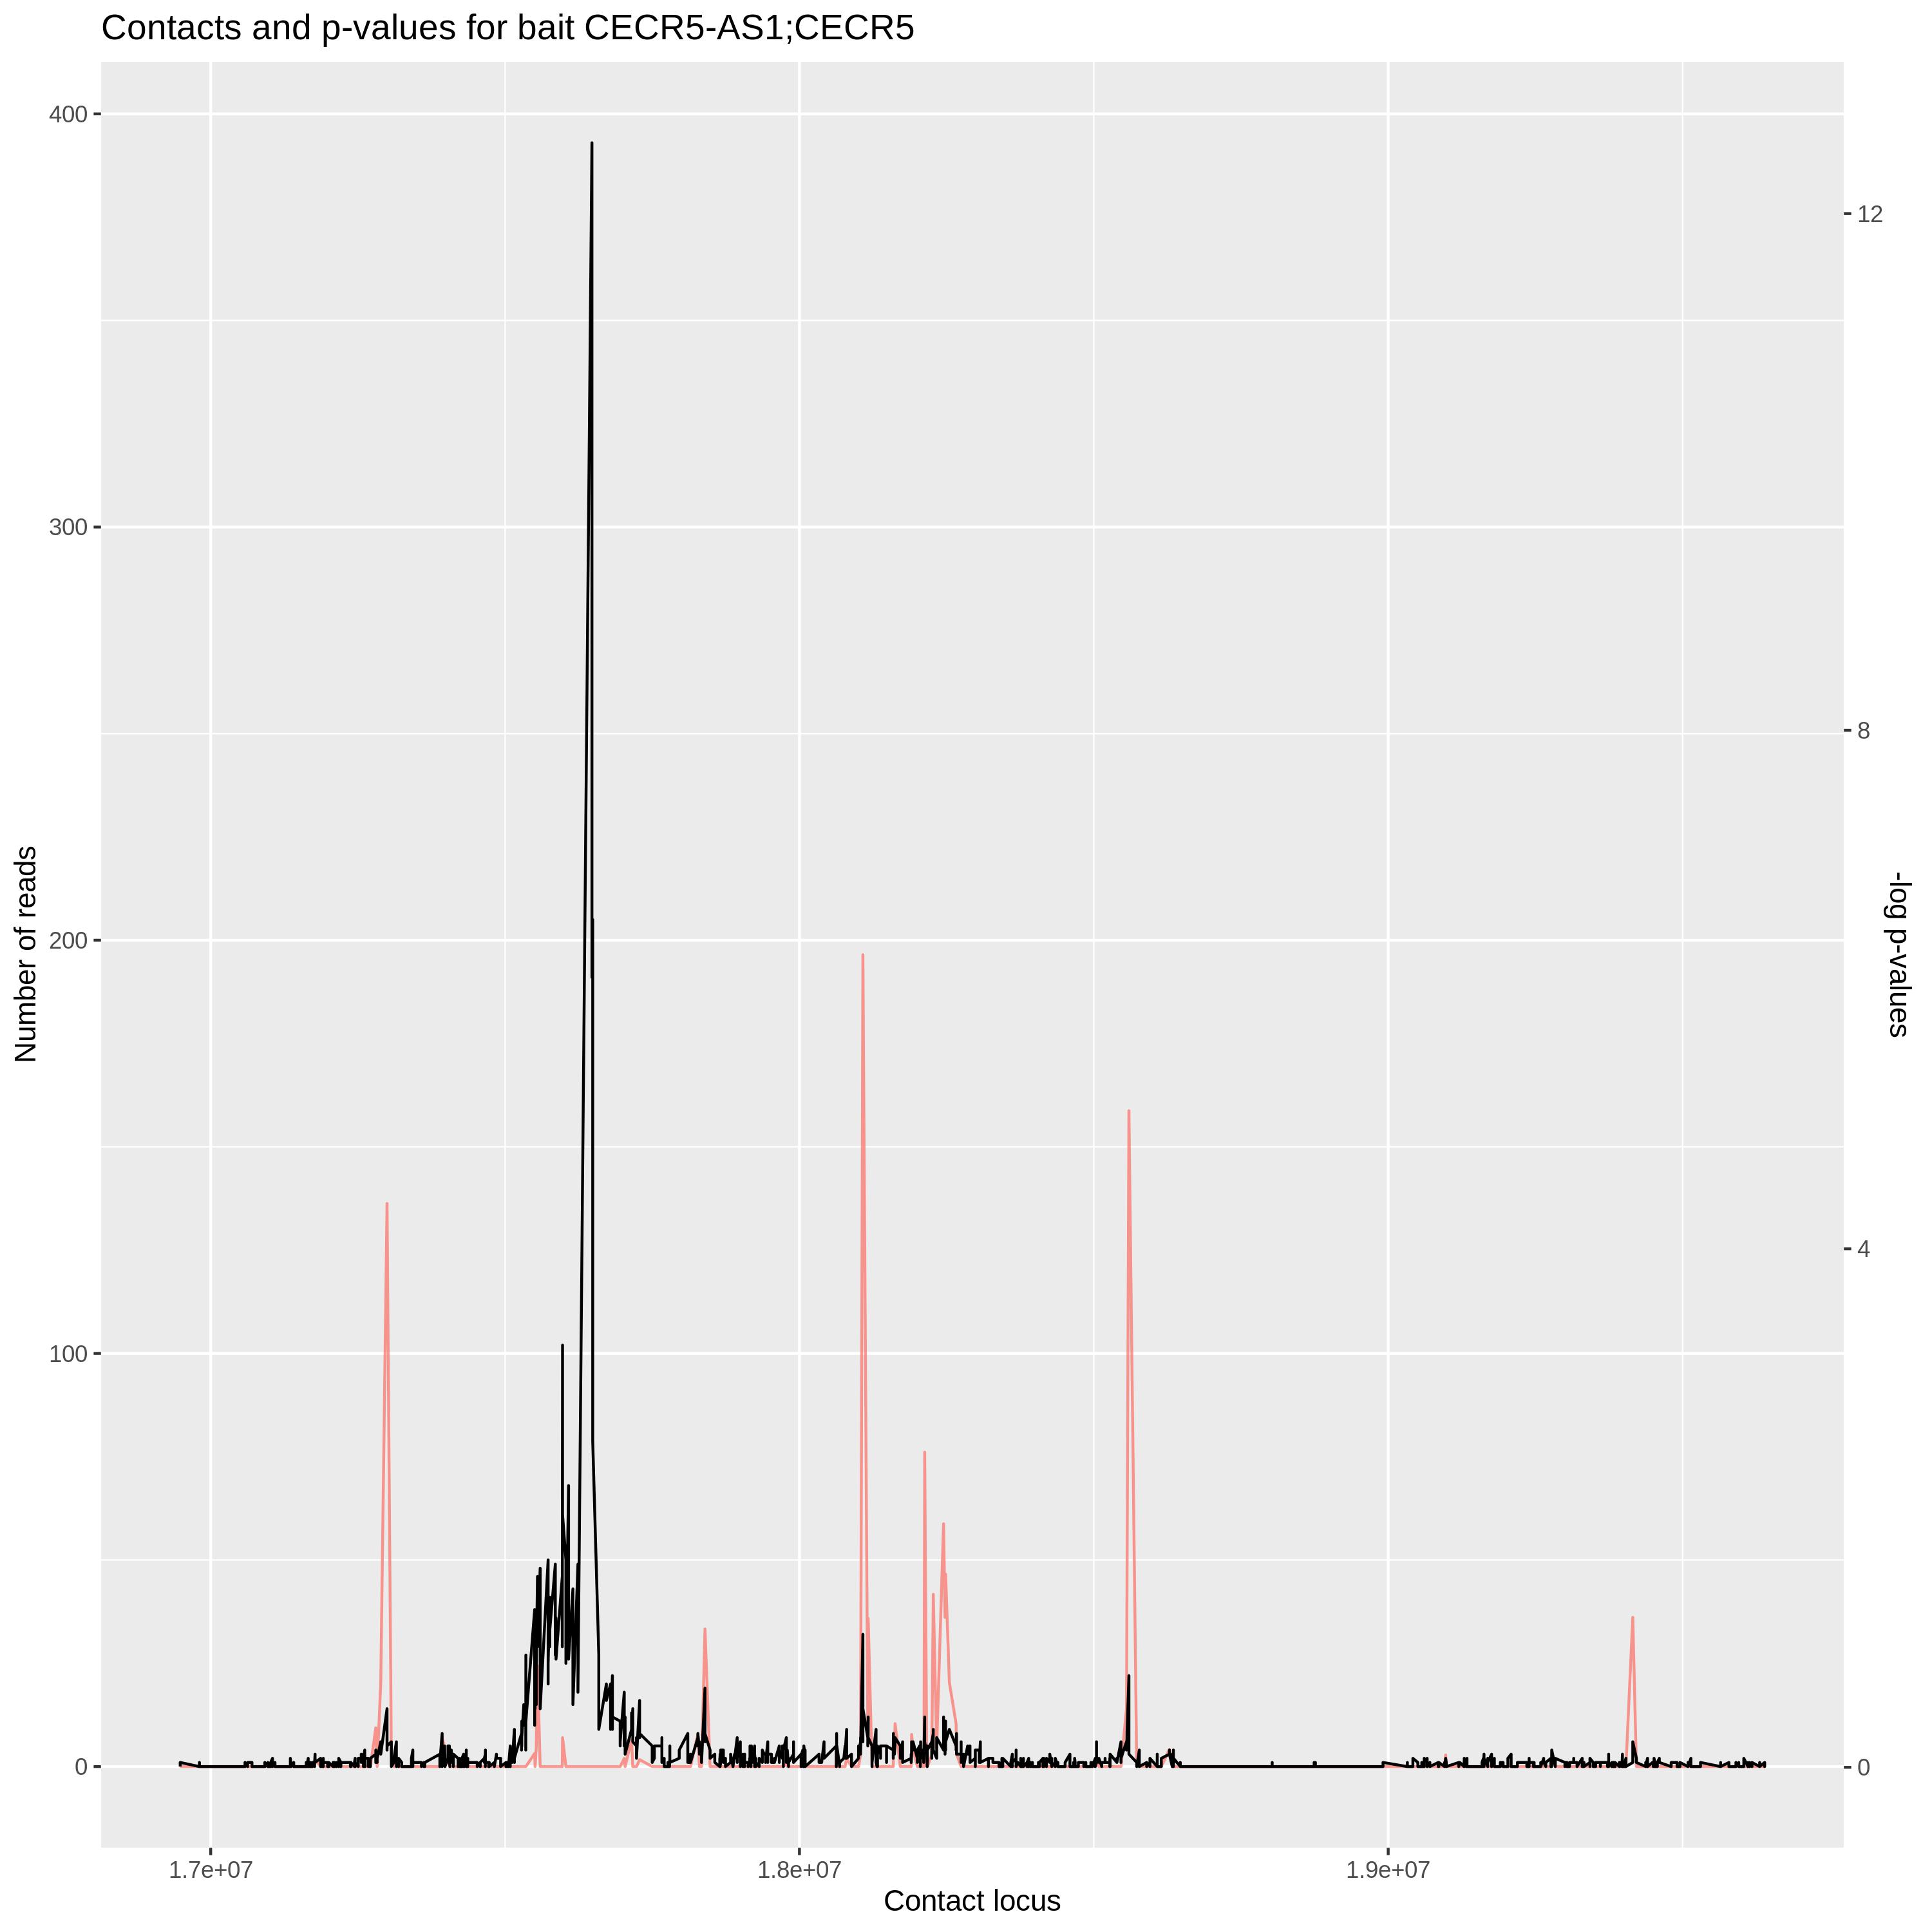 Contacts and p-values for bait CECR5-AS1;CECR5
400
300
200
100
0
Number of reads
12
8
4
0
-log p-values
1.7e+07
1.8e+07
1.9e+07
Contact locus